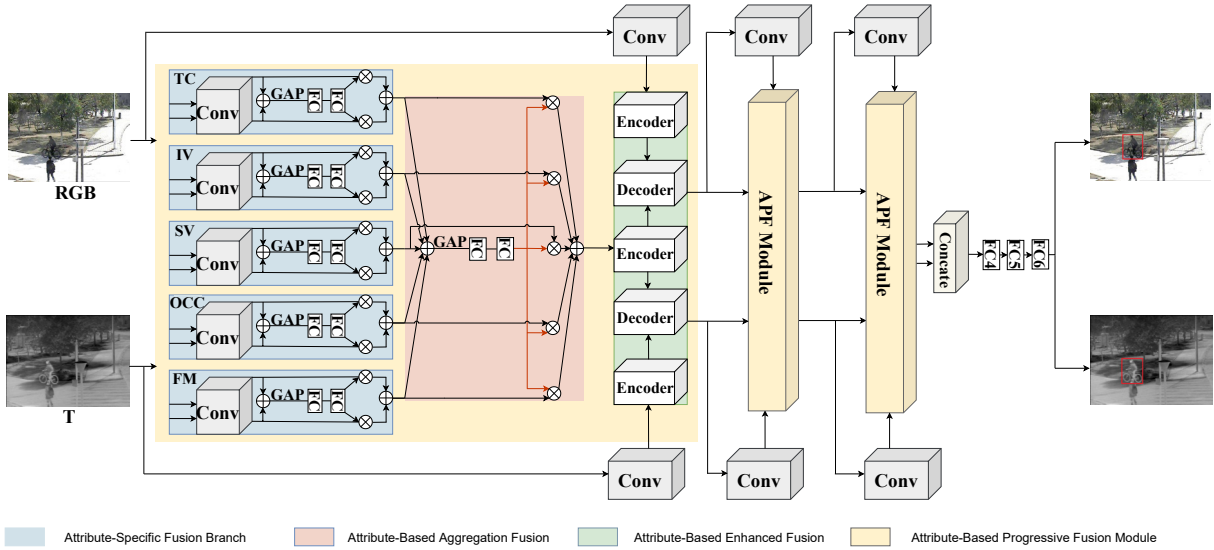 Conv
Conv
Conv
TC
Conv
GAP
FC
FC
IV
Conv
GAP
FC
FC
SV
Conv
GAP
FC
FC
OCC
Conv
GAP
FC
FC
FM
Conv
GAP
FC
FC
GAP
FC
FC
RGB
T
Encoder
Decoder
Encoder
Decoder
Encoder
APF Module
APF Module
Concate
FC4
FC5
FC6
Conv
Conv
Conv
Attribute-Specific Fusion Branch
Attribute-Based Aggregation Fusion
Attribute-Based Enhanced Fusion
Attribute-Based Progressive Fusion Module